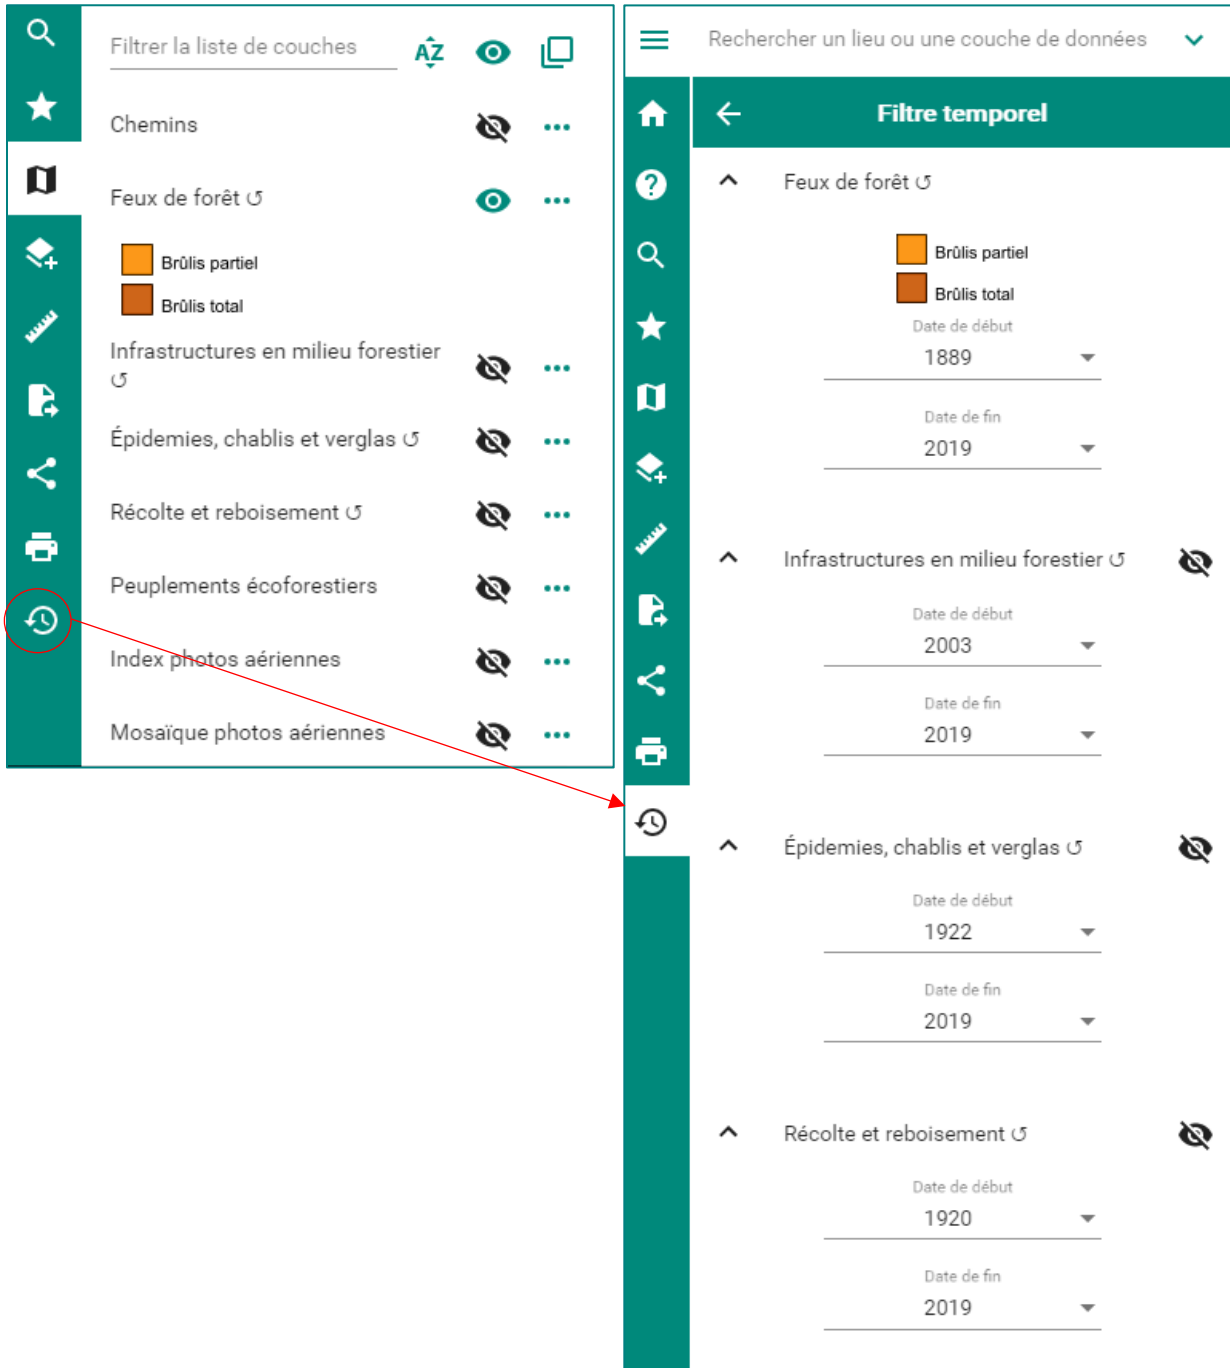 Filtrer la liste de couches AZ
Chemins
Feux de forêt ↺
Brûlis partiel
Brûlis total
Infrastructures en milieu forestier
↺
Épidemies, chablis et verglas ↺
Récolte et reboisement ↺
Peuplements écoforestiers
Index photos aériennes
Mosaïque photos aériennes
Rechercher un lieu ou une couche de données
Filtre temporel
Feux de forêt ↺
Brûlis partiel
Brûlis total
Date de début
1889
Date de fin
2019
Infrastructures en milieu forestier ↺
Date de début
2003
Date de fin
2019
Épidemies, chablis et verglas ↺
Date de début
1922
Date de fin
2019
Récolte et reboisement ↺
Date de début
1920
Date de fin
2019